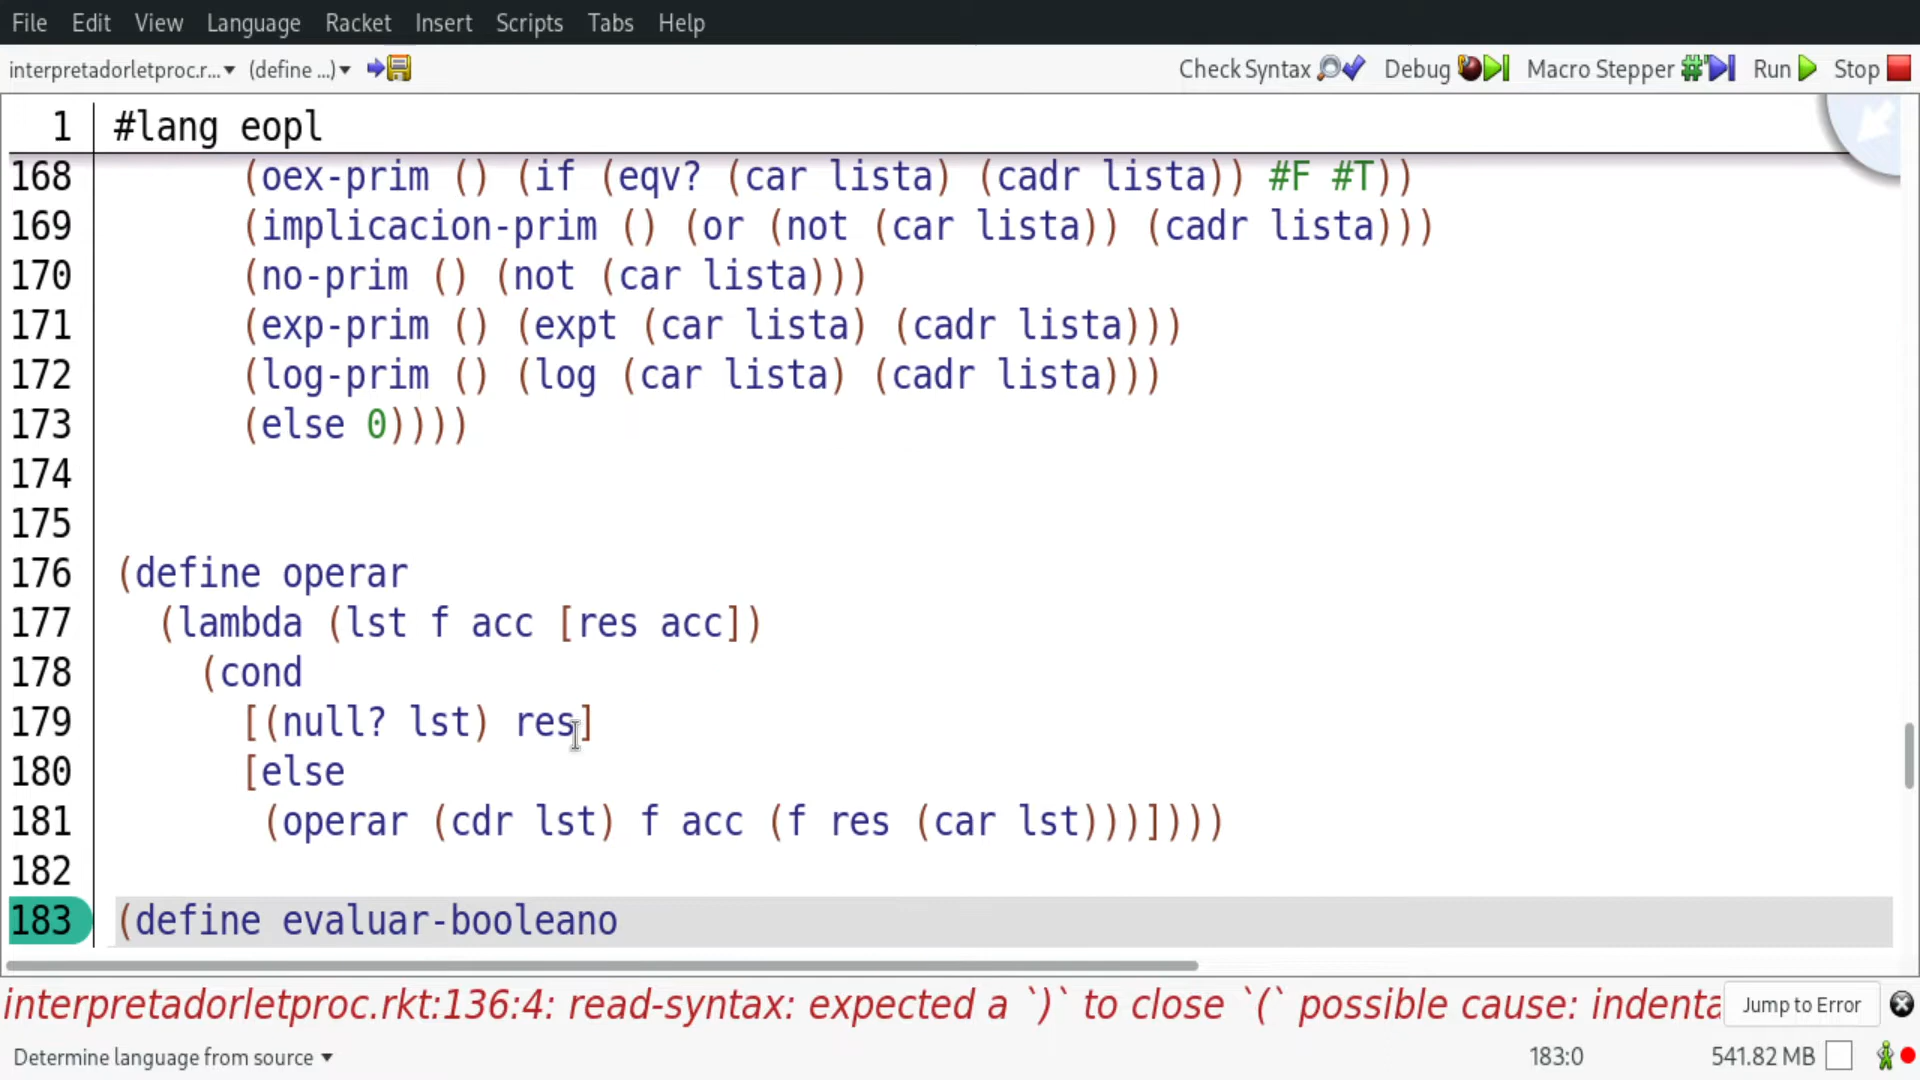 File Edit View Language Racket Insert Scripts Tabs Help
interpretadorletproc.r...▾ (define ...)▾ Check Syntax Debug Macro Stepper Run Stop
1 #lang eopl
168 (oex-prim () (if (eqv? (car lista) (cadr lista)) #F #T))
169 (implicacion-prim () (or (not (car lista)) (cadr lista)))
170 (no-prim () (not (car lista)))
171 (exp-prim () (expt (car lista) (cadr lista)))
172 (log-prim () (log (car lista) (cadr lista)))
173 (else 0))))
174
175
176 (define operar
177 (lambda (lst f acc [res acc])
178 (cond
179 [(null? lst) res]
180 [else
181 (operar (cdr lst) f acc (f res (car lst)))])))
182
183 (define evaluar-booleano
interpretadorletproc.rkt:136:4: read-syntax: expected a `)` to close `(` possible cause: indenta Jump to Error
Determine language from source ▾ 183:0 541.82 MB